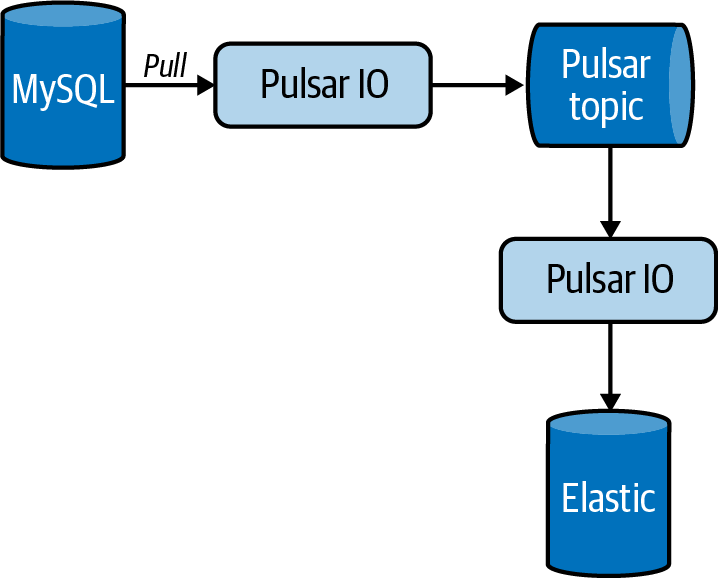 MySQL
Pull
Pulsar IO
Pulsar
topic
Pulsar IO
Elastic